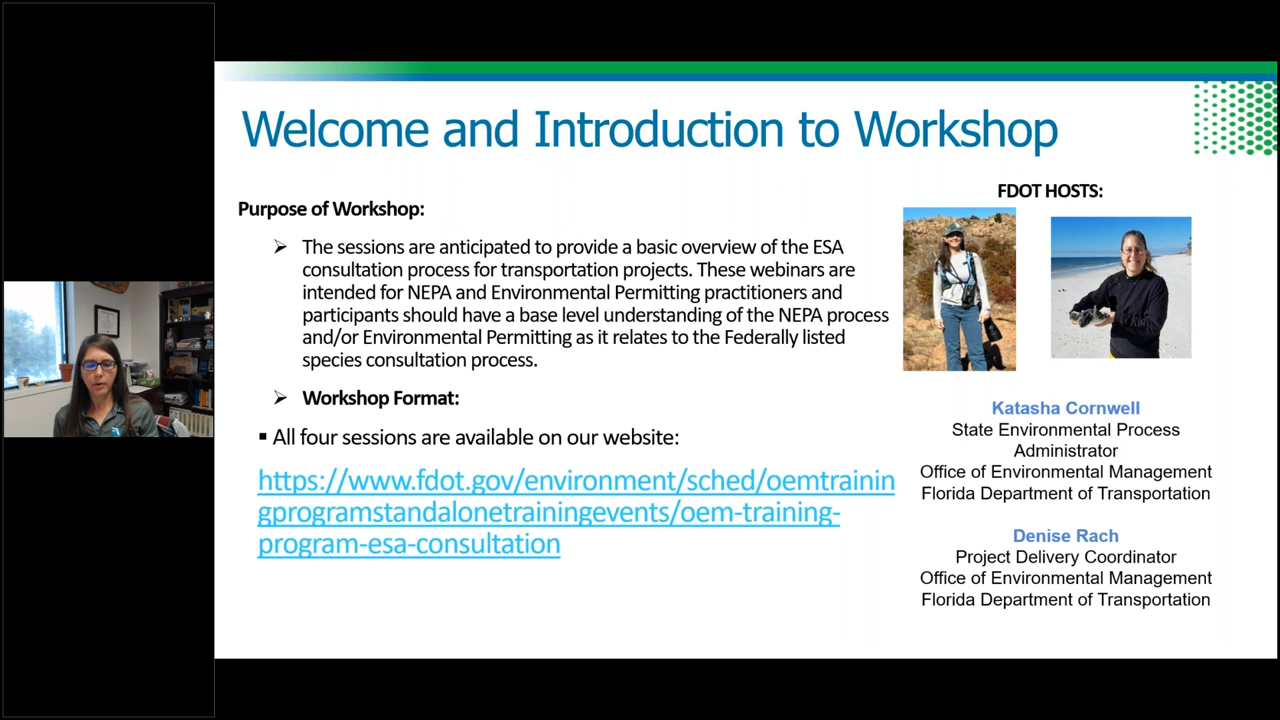 Welcome and Introduction to Workshop
Purpose of Workshop:
The sessions are anticipated to provide a basic overview of the ESA
consultation process for transportation projects. These webinars are
intended for NEPA and Environmental Permitting practitioners and
participants should have a base level understanding of the NEPA process
and/or Environmental Permitting as it relates to the Federally listed
species consultation process.
Workshop Format:
All four sessions are available on our website:
https://www.fdot.gov/environment/sched/oemtrainin
gprogramstandalonetrainingevents/oem-training-
program-esa-consultation
FDOT HOSTS:
Katasha Cornwell
State Environmental Process
Administrator
Office of Environmental Management
Florida Department of Transportation
Denise Rach
Project Delivery Coordinator
Office of Environmental Management
Florida Department of Transportation